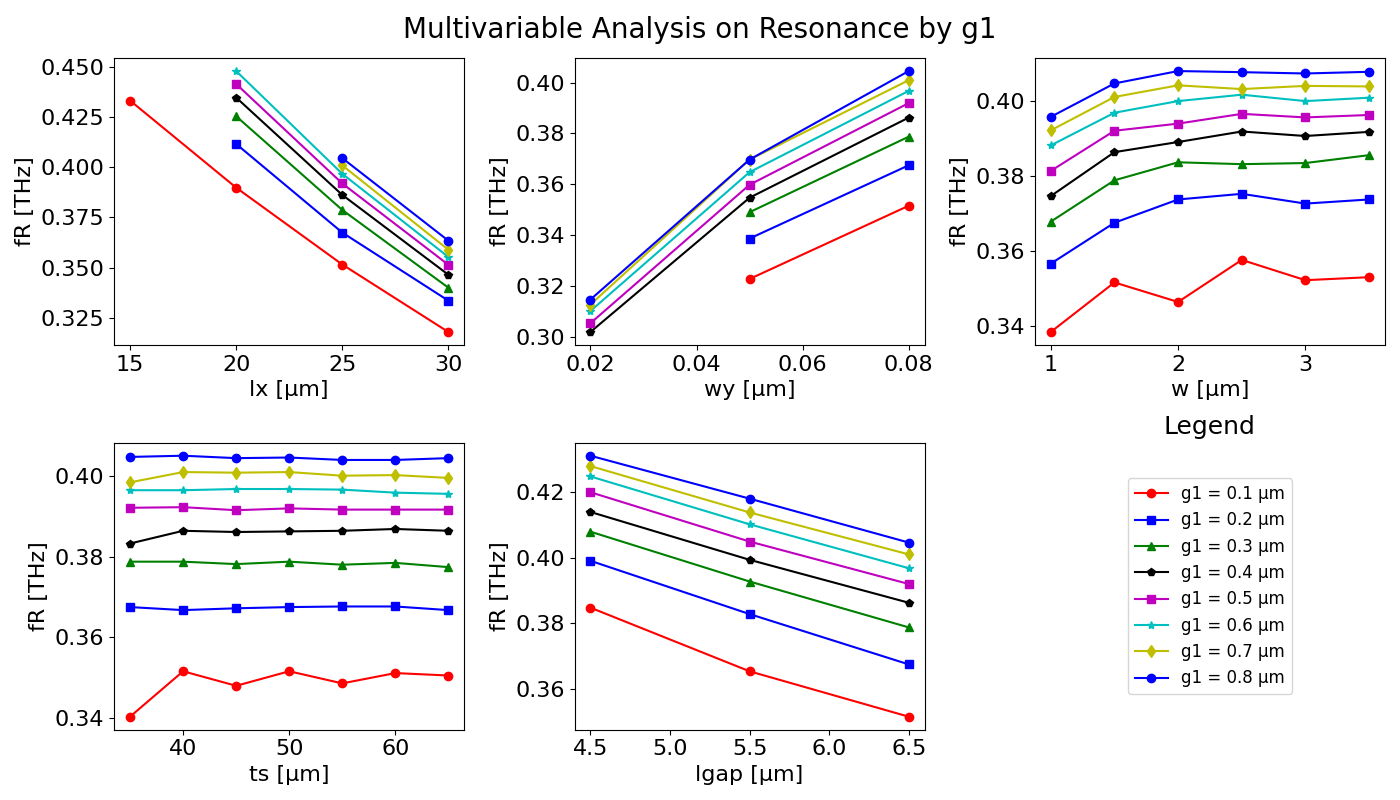 Multivariable Analysis on Resonance by g1
0.450
0.425
0.400
0.375
0.350
0.325
fR [THz]
15 20 25 30
lx [μm]
0.40
0.38
0.36
0.34
0.32
0.30
fR [THz]
0.02 0.04 0.06 0.08
wy [μm]
0.40
0.38
0.36
0.34
fR [THz]
1 2 3
w [μm]
0.40
0.38
0.36
0.34
fR [THz]
40 50 60
ts [μm]
0.42
0.40
0.38
0.36
fR [THz]
4.5 5.0 5.5 6.0 6.5
lgap [μm]
Legend
g1 = 0.1 μm
g1 = 0.2 μm
g1 = 0.3 μm
g1 = 0.4 μm
g1 = 0.5 μm
g1 = 0.6 μm
g1 = 0.7 μm
g1 = 0.8 μm